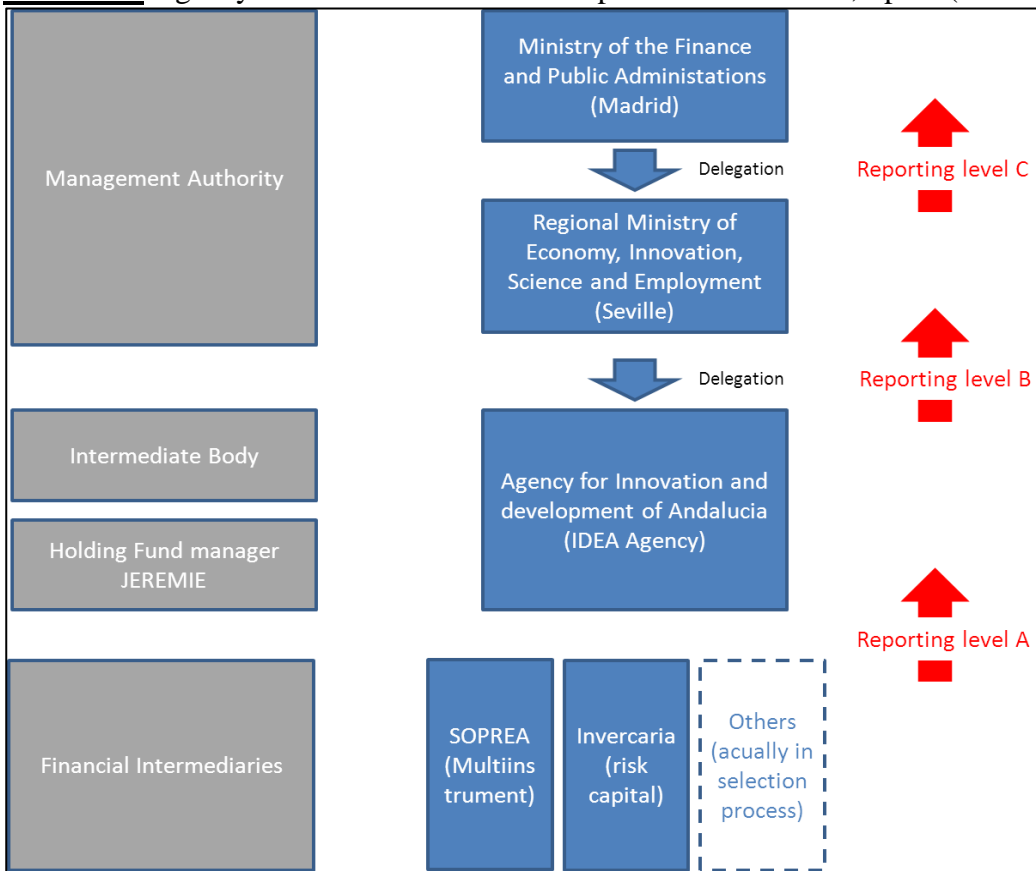 Ministry of the Finance
and Public Administations
(Madrid)
Delegation
Reporting level C
Management Authority
Regional Ministry of
Economy, Innovation,
Science and Employment
(Seville)
Delegation
Reporting level B
Intermediate Body
Agency for Innovation and
development of Andalucia
(IDEA Agency)
Holding Fund manager
JEREMIE
Reporting level A
Financial Intermediaries
SOPREA
(Multiins
trument)
Invercaria
(risk
capital)
Others
(acually in
selection
process)